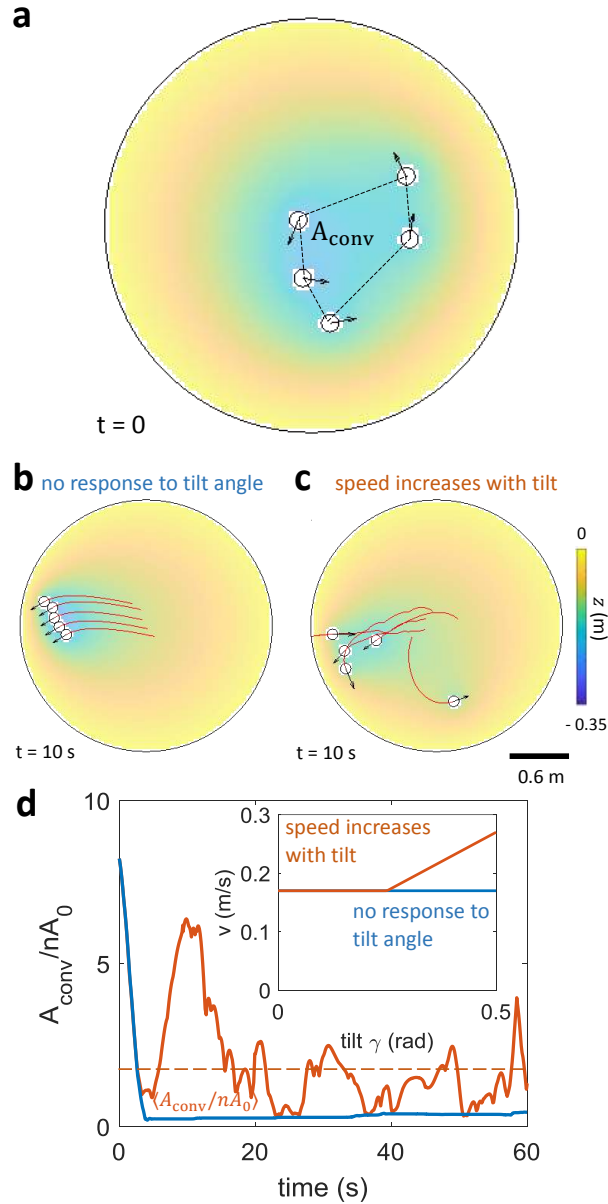 a
A_conv
t = 0
b no response to tilt angle
c speed increases with tilt
0
z (m)
- 0.35
t = 10 s
t = 10 s
0.6 m
d
10
5
0
A_conv/nA_0
⟨A_conv/nA_0⟩
0 20 40 60
time (s)
0.3
0.2
0.1
0
v (m/s)
speed increases
with tilt
no response to
tilt angle
0 0.5
tilt γ (rad)